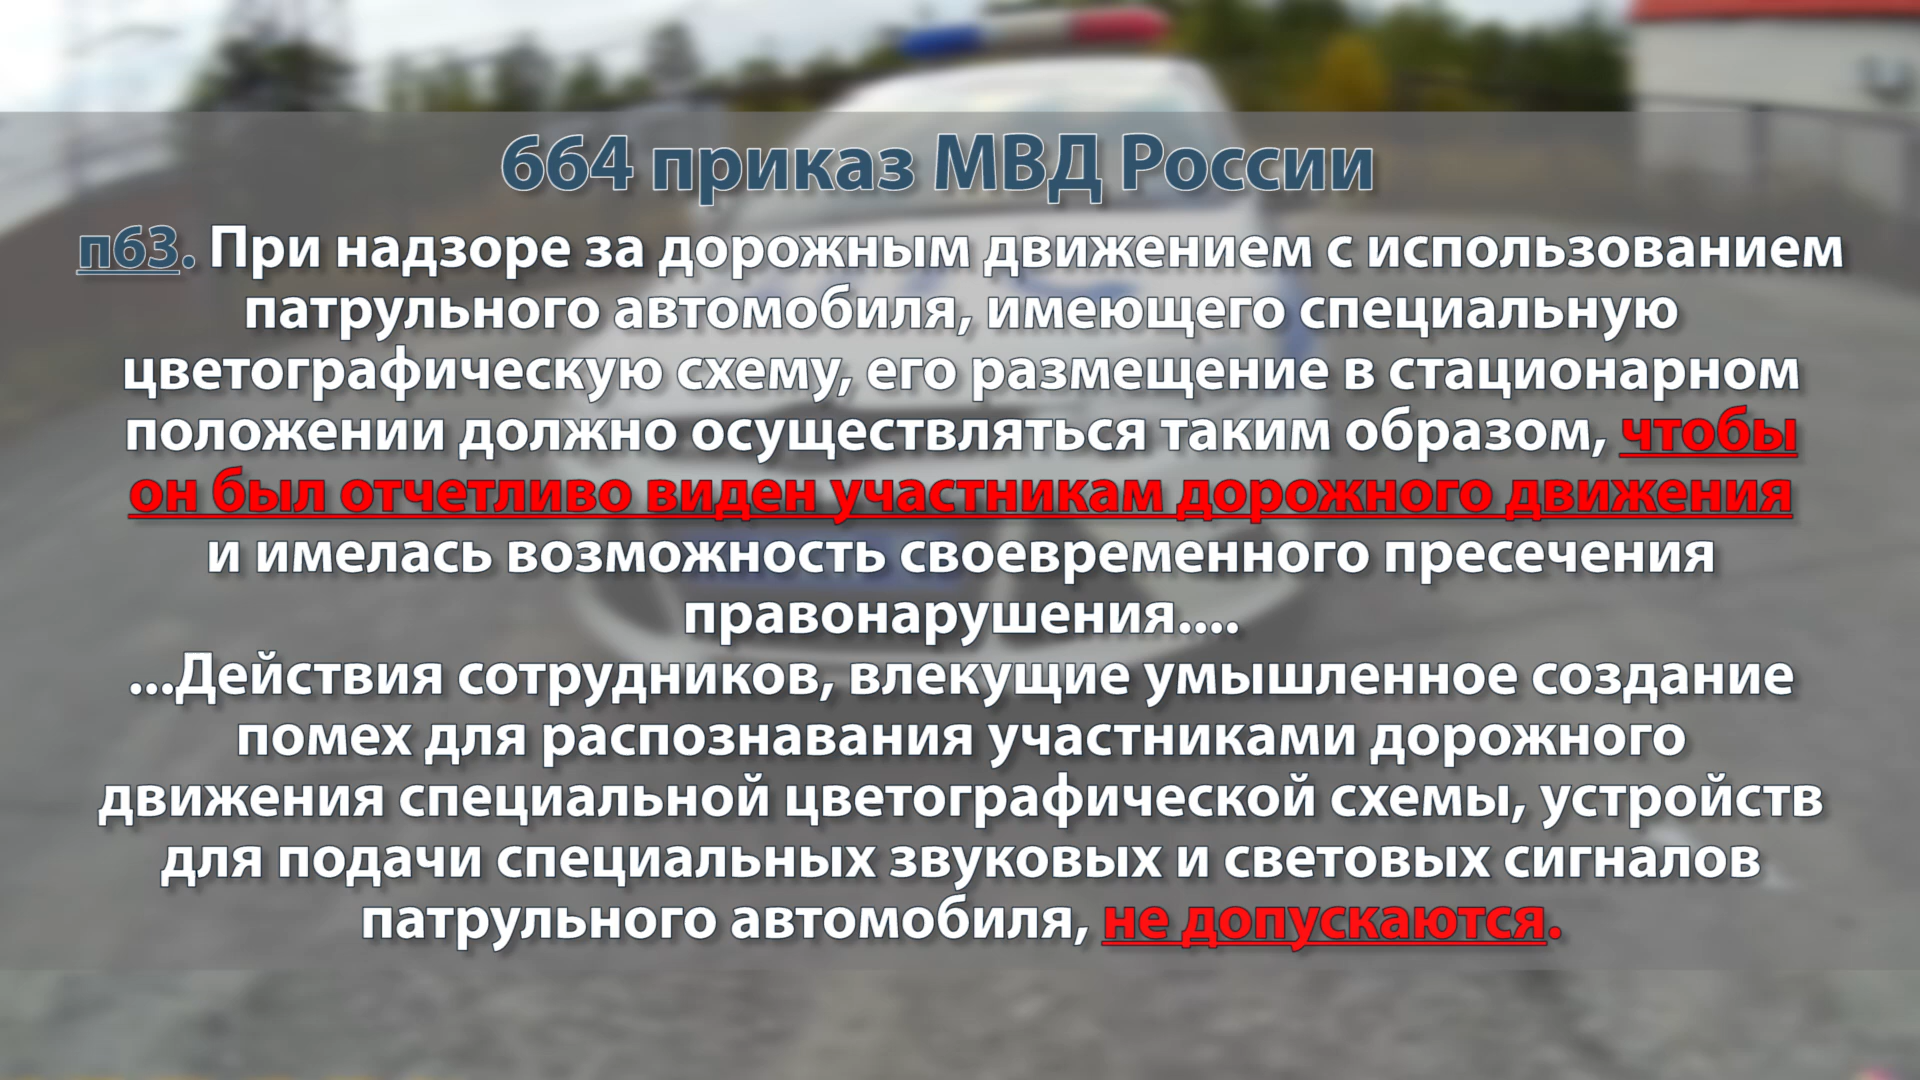 664 приказ МВД России
п63. При надзоре за дорожным движением с использованием
патрульного автомобиля, имеющего специальную
цветографическую схему, его размещение в стационарном
положении должно осуществляться таким образом, чтобы
он был отчетливо виден участникам дорожного движения
и имелась возможность своевременного пресечения
правонарушения....
...Действия сотрудников, влекущие умышленное создание
помех для распознавания участниками дорожного
движения специальной цветографической схемы, устройств
для подачи специальных звуковых и световых сигналов
патрульного автомобиля, не допускаются.